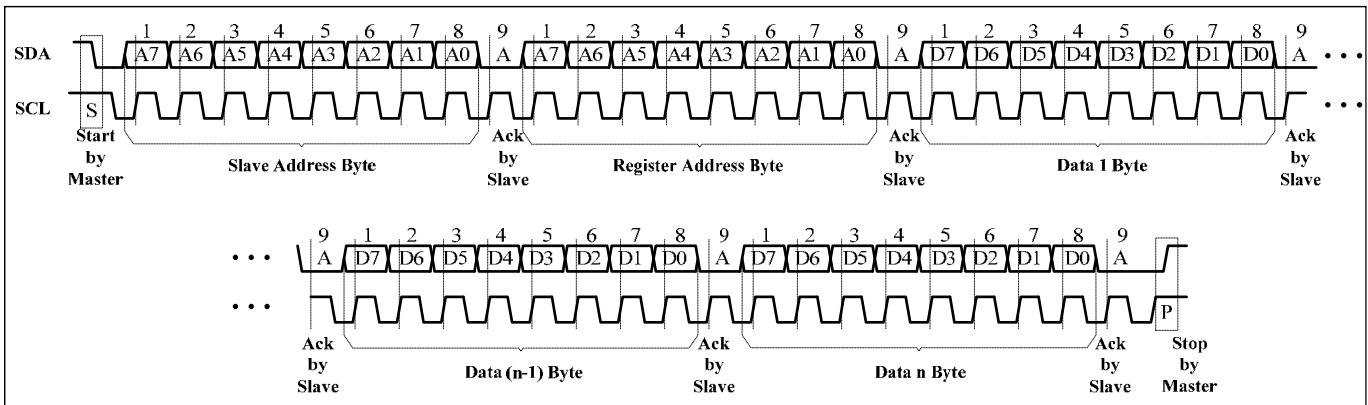 1 2 3 4 5 6 7 8 9 1 2 3 4 5 6 7 8 9 1 2 3 4 5 6 7 8 9
SDA A7 A6 A5 A4 A3 A2 A1 A0 A A7 A6 A5 A4 A3 A2 A1 A0 A D7 D6 D5 D4 D3 D2 D1 D0 A • • •
SCL S • • •
Start by Master
Slave Address Byte
Ack by Slave
Register Address Byte
Ack by Slave
Data 1 Byte
Ack by Slave
9 1 2 3 4 5 6 7 8 9 1 2 3 4 5 6 7 8 9
• • • A D7 D6 D5 D4 D3 D2 D1 D0 A D7 D6 D5 D4 D3 D2 D1 D0 A
• • • P
Ack by Slave
Data (n-1) Byte
Ack by Slave
Data n Byte
Ack by Slave
Stop by Master